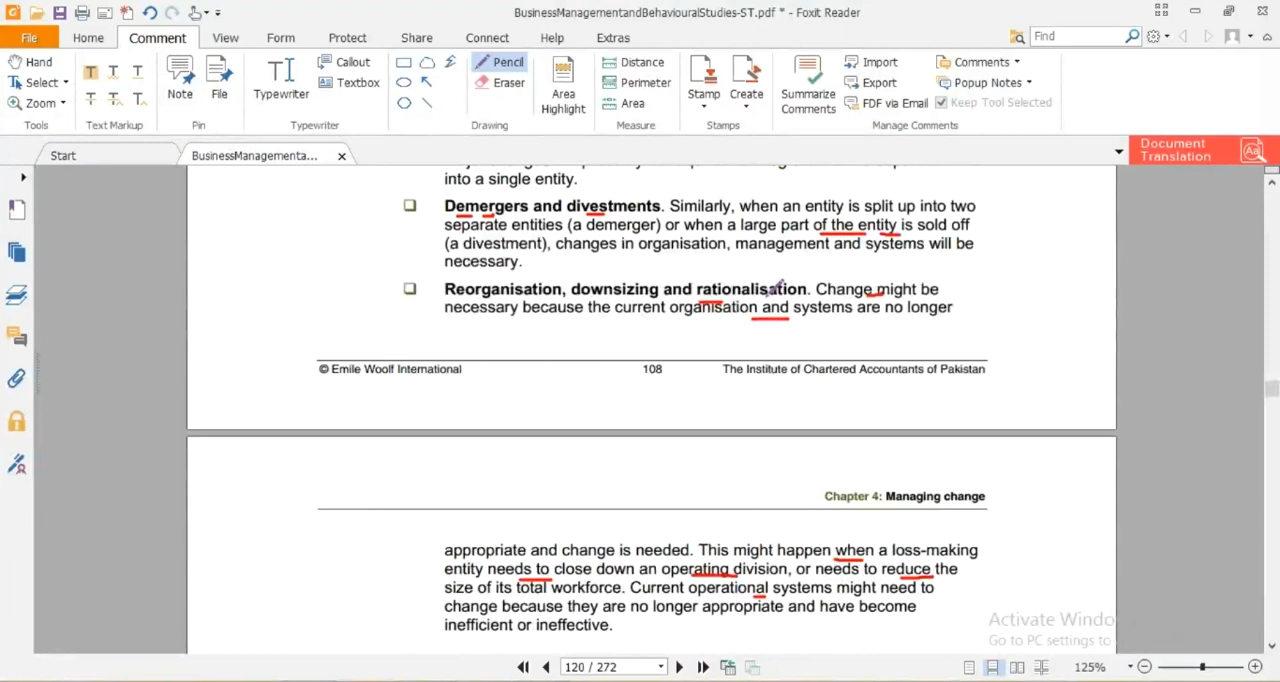 BusinessManagementandBehaviouralStudies-ST.pdf * - Foxit Reader
File Home Comment View Form Protect Share Connect Help Extras Find
Hand
Select
Zoom
Tools
T T T
T T T
Text Markup
Note
File
Pin
Typewriter
Callout
Textbox
Typewriter
Pencil
Eraser
Drawing
Area
Highlight
Distance
Perimeter
Area
Measure
Stamp
Create
Stamps
Summarize
Comments
Import
Export
FDF via Email
Comments
Popup Notes
Keep Tool Selected
Manage Comments
Start
BusinessManagementa...
Document
Translation
into a single entity.
Demergers and divestments. Similarly, when an entity is split up into two
separate entities (a demerger) or when a large part of the entity is sold off
(a divestment), changes in organisation, management and systems will be
necessary.
Reorganisation, downsizing and rationalisation. Change might be
necessary because the current organisation and systems are no longer
© Emile Woolf International 108 The Institute of Chartered Accountants of Pakistan
Chapter 4: Managing change
appropriate and change is needed. This might happen when a loss-making
entity needs to close down an operating division, or needs to reduce the
size of its total workforce. Current operational systems might need to
change because they are no longer appropriate and have become
inefficient or ineffective.
Activate Windo
Go to PC settings to
120 / 272
125%